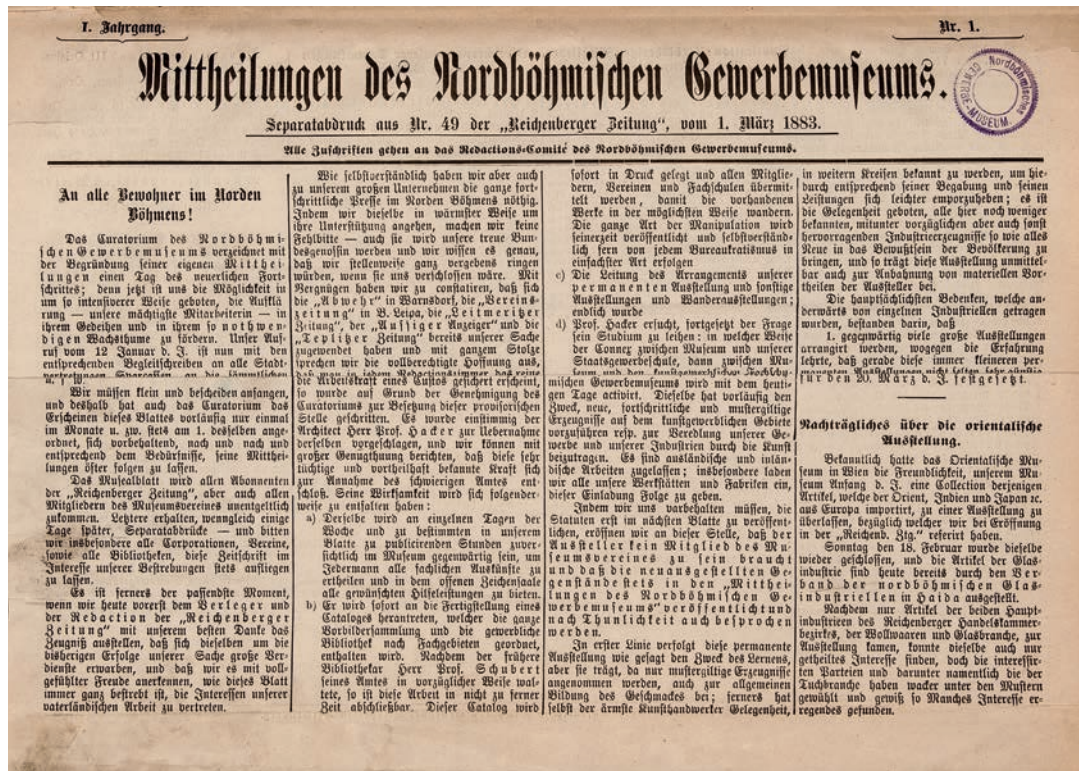 I. Jahrgang.
Nr. 1.
Mittheilungen des Nordböhmischen Gewerbemuseums.
Nordböhmisches GEWERBE-MUSEUM.
Separatabdruck aus Nr. 49 der „Reichenberger Zeitung“, vom 1. März 1883.
Alle Zuschriften gehen an das Redactions-Comité des Nordböhmischen Gewerbemuseums.
An alle Bewohner im Norden
Böhmens!
Das Curatorium des Nordböhmi-
schen Gewerbemuseums verzeichnet mit
der Begründung seiner eigenen Mitthei-
lungen einen Tag des neuerlichen Fort-
schrittes; denn jetzt ist uns die Möglichkeit in
um so intensiverer Weise geboten, die Aufklä-
rung — unsere mächtigste Mitarbeiterin — in
ihrem Gedeihen und in ihrem so nothwen-
digen Wachsthume zu fördern. Unser Auf-
ruf vom 12 Januar d. J. ist nun mit den
entsprechenden Begleitschreiben an alle Stadt-
Wir müssen klein und bescheiden anfangen,
und deshalb hat auch das Curatorium das
Erscheinen dieses Blattes vorläufig nur einmal
im Monate u. zw. stets am 1. desselben ange-
ordnet, sich vorbehaltend, nach und nach und
entsprechend dem Bedürfnisse, seine Mitthei-
lungen öfter folgen zu lassen.
Das Musealblatt wird allen Abonnenten
der „Reichenberger Zeitung“, aber auch allen
Mitgliedern des Museumsvereines unentgeltlich
zukommen. Letztere erhalten, wenngleich einige
Tage später, Separatabdrücke — und bitten
wir insbesondere alle Corporationen, Vereine,
sowie alle Bibliotheken, diese Zeitschrift im
Interesse unserer Bestrebungen stets aufliegen
zu lassen.
Es ist ferners der passendste Moment,
wenn wir heute vorerst dem Verleger und
der Redaction der „Reichenberger
Zeitung“ mit unserem besten Danke das
Zeugniß ausstellen, daß sich dieselben um die
bisherigen Erfolge unserer Sache große Ver-
dienste erwarben, und daß wir es mit voll-
gefühlter Freude anerkennen, wie dieses Blatt
immer ganz bestrebt ist, die Interessen unserer
vaterländischen Arbeit zu vertreten.
Wie selbstverständlich haben wir aber auch
zu unserem großen Unternehmen die ganze fort-
schrittliche Presse im Norden Böhmens nöthig.
Indem wir dieselbe in wärmster Weise um
ihre Unterstützung angehen, machen wir keine
Fehlbitte — auch sie wird unsere treue Bun-
desgenossin werden und wir wissen es genau,
daß wir stellenweise ganz vergebens ringen
würden, wenn sie uns verschlossen wäre. Mit
Vergnügen haben wir zu constatiren, daß sich
die „Abwehr“ in Warnsdorf, die „Vereins-
zeitung“ in B. Leipa, die „Leitmeritzer
Zeitung“, der „Aussiger Anzeiger“ und die
„Teplitzer Zeitung“ bereits unserer Sache
zugewendet haben und mit ganzem Stolze
sprechen wir die vollberechtigte Hoffnung aus,
die Arbeitskraft eines Custos gesichert erscheint,
so wurde auf Grund der Genehmigung des
Curatoriums zur Besetzung dieser provisorischen
Stelle geschritten. Es wurde einstimmig der
Architect Herr Prof. Hacker zur Uebernahme
derselben vorgeschlagen, und wir können mit
großer Genugthuung berichten, daß diese sehr
tüchtige und vortheilhaft bekannte Kraft sich
zur Annahme des schwierigen Amtes ent-
schloß. Seine Wirksamkeit wird sich folgender-
weise zu entfalten haben:
a) Derselbe wird an einzelnen Tagen der
Woche und zu bestimmten in unserem
Blatte zu publicirenden Stunden zuver-
sichtlich im Museum gegenwärtig sein, um
Jedermann alle fachlichen Auskünfte zu
ertheilen und in dem offenen Zeichensaale
alle gewünschten Hilfeleistungen zu bieten.
b) Er wird sofort an die Fertigstellung eines
Cataloges herantreten, welcher die ganze
Vorbildersammlung und die gewerbliche
Bibliothek nach Fachgebieten geordnet,
enthalten wird. Nachdem der frühere
Bibliothekar Herr Prof. Schubert
seines Amtes in vorzüglicher Weise wal-
tete, so ist diese Arbeit in nicht zu ferner
Zeit abschließbar. Dieser Catalog wird
sofort in Druck gelegt und allen Mitglie-
dern, Vereinen und Fachschulen übermit-
telt werden, damit die vorhandenen
Werke in der möglichsten Weise wandern.
Die ganze Art der Manipulation wird
seinerzeit veröffentlicht und selbstverständ-
lich fern von jedem Bureaukratismus in
einfachster Art erfolgen
c) Die Leitung des Arrangements unserer
permanenten Ausstellung und sonstige
Ausstellungen und Wanderausstellungen;
endlich wurde
d) Prof. Hacker ersucht, fortgesetzt der Frage
sein Studium zu leihen: in welcher Weise
der Connex zwischen Museum und unserer
Staatsgewerbeschule, dann zwischen Mu-
mischen Gewerbemuseums wird mit dem heuti-
gen Tage activirt. Dieselbe hat vorläufig den
Zweck, neue, fortschrittliche und mustergiltige
Erzeugnisse auf dem kunstgewerblichen Gebiete
vorzuführen resp. zur Veredlung unserer Ge-
werbe und unserer Industrien durch die Kunst
beizutragen. Es sind ausländische und inlän-
dische Arbeiten zugelassen; insbesondere laden
wir alle unsere Werkstätten und Fabriken ein,
dieser Einladung Folge zu geben.
Indem wir uns vorbehalten müssen, die
Statuten erst im nächsten Blatte zu veröffent-
lichen, eröffnen wir an dieser Stelle, daß der
Aussteller kein Mitglied des Mu-
seumsvereines zu sein braucht
und daß die neuausgestellten Ge-
genstände stets in den „Mitthei-
lungen des Nordböhmischen Ge-
werbemuseums“ veröffentlicht und
nach Thunlichkeit auch besprochen
werden.
In erster Linie verfolgt diese permanente
Ausstellung wie gesagt den Zweck des Lernens,
aber sie trägt, da nur mustergiltige Erzeugnisse
angenommen werden, auch zur allgemeinen
Bildung des Geschmackes bei; ferners hat
selbst der ärmste Kunsthandwerker Gelegenheit,
in weitern Kreisen bekannt zu werden, um hie-
durch entsprechend seiner Begabung und seinen
Leistungen sich leichter emporzuheben; es ist
die Gelegenheit geboten, alle hier noch weniger
bekannten, mitunter vorzüglichen aber auch sonst
hervorragenden Industrieerzeugnisse so wie alles
Neue in das Bewußtsein der Bevölkerung zu
bringen, und so trägt diese Ausstellung unmittel-
bar auch zur Anbahnung von materiellen Vor-
theilen der Aussteller bei.
Die hauptsächlichsten Bedenken, welche an-
derwärts von einzelnen Industriellen getragen
wurden, bestanden darin, daß
1. gegenwärtig viele große Ausstellungen
arrangirt werden, wogegen die Erfahrung
lehrte, daß gerade diese immer kleineren per-
für den 20. März d. J. festgesetzt.
Nachträgliches über die orientalische
Ausstellung.
Bekanntlich hatte das Orientalische Mu-
seum in Wien die Freundlichkeit, unserem Mu-
seum Anfang d. J. eine Collection derjenigen
Artikel, welche der Orient, Indien und Japan ec.
aus Europa importirt, zu einer Ausstellung zu
überlassen, bezüglich welcher wir bei Eröffnung
in der „Reichenb. Ztg.“ referirt haben.
Sonntag den 18. Februar wurde dieselbe
wieder geschlossen, und die Artikel der Glas-
industrie sind heute bereits durch den Ver-
band der nordböhmischen Glas-
industriellen in Haida ausgestellt.
Nachdem nur Artikel der beiden Haupt-
industrien des Reichenberger Handelskammer-
bezirkes, der Wollwaaren und Glasbranche, zur
Ausstellung kamen, konnte dieselbe auch nur
getheiltes Interesse finden, doch die interessir-
ten Parteien und darunter namentlich die der
Tuchbranche haben wacker unter den Mustern
gewühlt und gewiß so Manches Interesse er-
regendes gefunden.